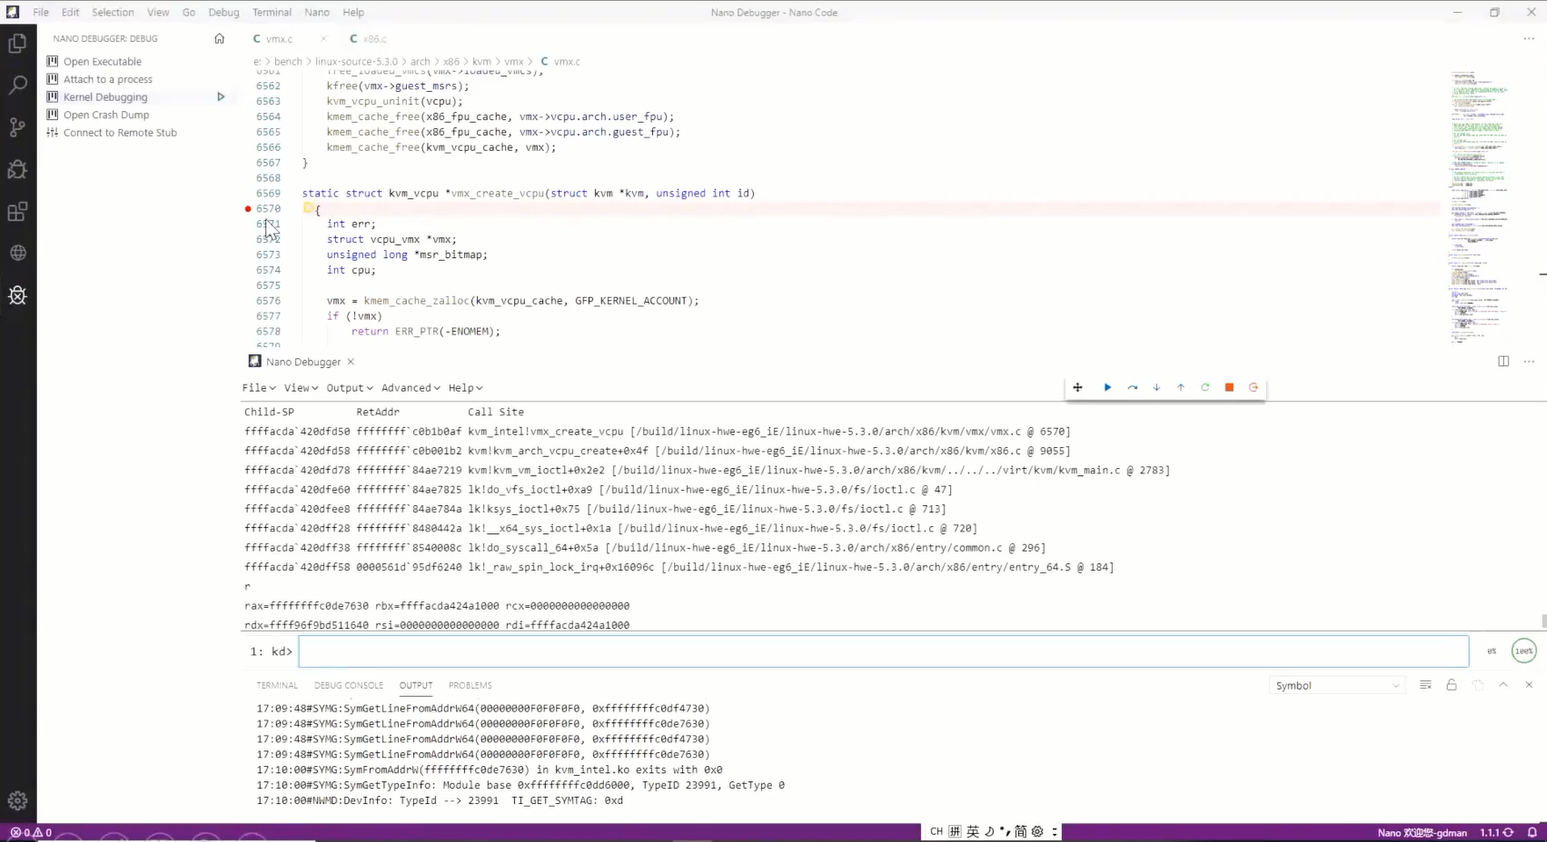 File Edit Selection View Go Debug Terminal Nano Help
Nano Debugger - Nano Code
NANO DEBUGGER: DEBUG
Open Executable
Attach to a process
Kernel Debugging
Open Crash Dump
Connect to Remote Stub
vmx.c
x86.c
e: > bench > linux-source-5.3.0 > arch > x86 > kvm > vmx > vmx.c
6561 free_loaded_vmcs(vmx->loaded_vmcs);
6562 kfree(vmx->guest_msrs);
6563 kvm_vcpu_uninit(vcpu);
6564 kmem_cache_free(x86_fpu_cache, vmx->vcpu.arch.user_fpu);
6565 kmem_cache_free(x86_fpu_cache, vmx->vcpu.arch.guest_fpu);
6566 kmem_cache_free(kvm_vcpu_cache, vmx);
6567 }
6568
6569 static struct kvm_vcpu *vmx_create_vcpu(struct kvm *kvm, unsigned int id)
6570 {
6571 int err;
6572 struct vcpu_vmx *vmx;
6573 unsigned long *msr_bitmap;
6574 int cpu;
6575
6576 vmx = kmem_cache_zalloc(kvm_vcpu_cache, GFP_KERNEL_ACCOUNT);
6577 if (!vmx)
6578 return ERR_PTR(-ENOMEM);
6579
Nano Debugger
File View Output Advanced Help
Child-SP RetAddr Call Site
ffffacda`420dfd50 ffffffff`c0b1b0af kvm_intel!vmx_create_vcpu [/build/linux-hwe-eg6_iE/linux-hwe-5.3.0/arch/x86/kvm/vmx/vmx.c @ 6570]
ffffacda`420dfd58 ffffffff`c0b001b2 kvm!kvm_arch_vcpu_create+0x4f [/build/linux-hwe-eg6_iE/linux-hwe-5.3.0/arch/x86/kvm/x86.c @ 9055]
ffffacda`420dfd78 ffffffff`84ae7219 kvm!kvm_vm_ioctl+0x2e2 [/build/linux-hwe-eg6_iE/linux-hwe-5.3.0/arch/x86/kvm/../../../virt/kvm/kvm_main.c @ 2783]
ffffacda`420dfe60 ffffffff`84ae7825 lk!do_vfs_ioctl+0xa9 [/build/linux-hwe-eg6_iE/linux-hwe-5.3.0/fs/ioctl.c @ 47]
ffffacda`420dfee8 ffffffff`84ae784a lk!ksys_ioctl+0x75 [/build/linux-hwe-eg6_iE/linux-hwe-5.3.0/fs/ioctl.c @ 713]
ffffacda`420dff28 ffffffff`8480442a lk!__x64_sys_ioctl+0x1a [/build/linux-hwe-eg6_iE/linux-hwe-5.3.0/fs/ioctl.c @ 720]
ffffacda`420dff38 ffffffff`8540008c lk!do_syscall_64+0x5a [/build/linux-hwe-eg6_iE/linux-hwe-5.3.0/arch/x86/entry/common.c @ 296]
ffffacda`420dff58 0000561d`95df6240 lk!_raw_spin_lock_irq+0x16096c [/build/linux-hwe-eg6_iE/linux-hwe-5.3.0/arch/x86/entry/entry_64.S @ 184]
r
rax=ffffffffc0de7630 rbx=ffffacda424a1000 rcx=0000000000000000
rdx=ffff96f9bd511640 rsi=0000000000000000 rdi=ffffacda424a1000
1: kd>
0% 100%
TERMINAL DEBUG CONSOLE OUTPUT PROBLEMS
Symbol
17:09:48#SYMG:SymGetLineFromAddrW64(00000000F0F0F0F0, 0xffffffffc0df4730)
17:09:48#SYMG:SymGetLineFromAddrW64(00000000F0F0F0F0, 0xffffffffc0de7630)
17:09:48#SYMG:SymGetLineFromAddrW64(00000000F0F0F0F0, 0xffffffffc0df4730)
17:09:48#SYMG:SymGetLineFromAddrW64(00000000F0F0F0F0, 0xffffffffc0de7630)
17:10:00#SYMG:SymFromAddrW(ffffffffc0de7630) in kvm_intel.ko exits with 0x0
17:10:00#SYMG:SymGetTypeInfo: Module base 0xffffffffc0dd6000, TypeID 23991, GetType 0
17:10:00#NWMD:DevInfo: TypeId --> 23991 TI_GET_SYMTAG: 0xd
0 0
CH 拼 英 简
Nano 欢迎您-gdman
1.1.1